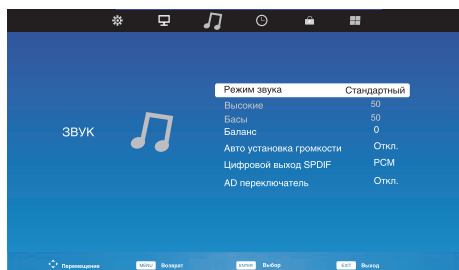 Режим звука Стандартный
Высокие 50
Басы 50
Баланс 0
ЗВУК
Авто установка громкости Откл.
Цифровой выход SPDIF PCM
AD переключатель Откл.
Перемещение MENU Возврат ENTER Выбор EXIT Выход